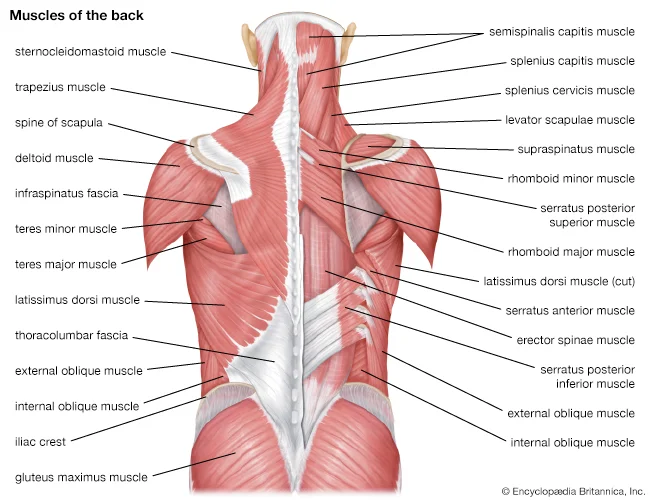 Muscles of the back
sternocleidomastoid muscle
trapezius muscle
spine of scapula
deltoid muscle
infraspinatus fascia
teres minor muscle
teres major muscle
latissimus dorsi muscle
thoracolumbar fascia
external oblique muscle
internal oblique muscle
iliac crest
gluteus maximus muscle
semispinalis capitis muscle
splenius capitis muscle
splenius cervicis muscle
levator scapulae muscle
supraspinatus muscle
rhomboid minor muscle
serratus posterior
superior muscle
rhomboid major muscle
latissimus dorsi muscle (cut)
serratus anterior muscle
erector spinae muscle
serratus posterior
inferior muscle
external oblique muscle
internal oblique muscle
© Encyclopædia Britannica, Inc.